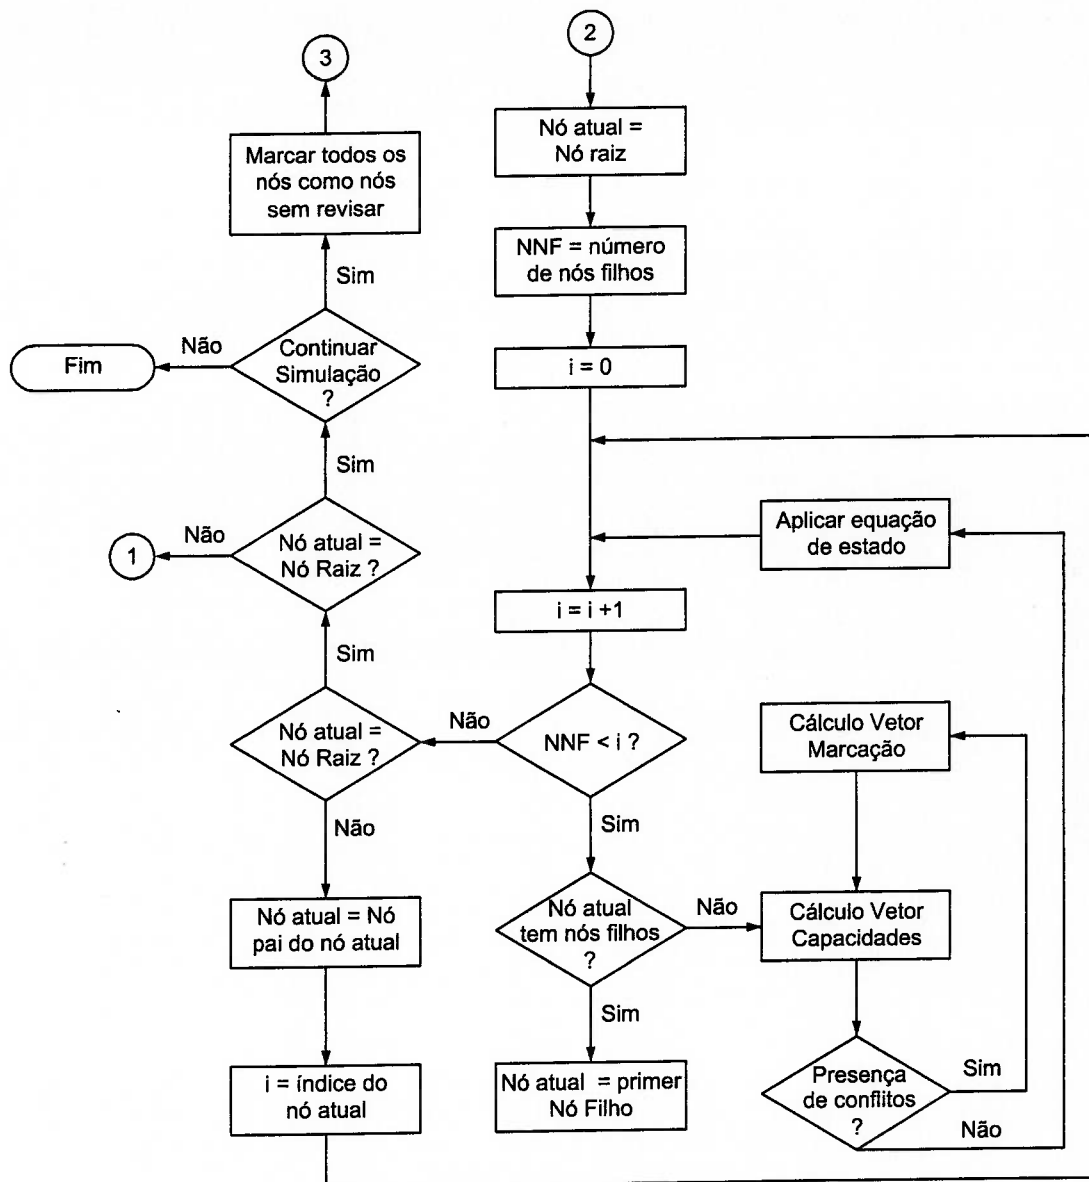 3
Marcar todos os
nós como nós
sem revisar
Sim
Continuar
Simulação
?
Não
Fim
Sim
Nó atual =
Nó Raiz ?
Não
1
Sim
Nó atual =
Nó Raiz ?
Não
Nó atual = Nó
pai do nó atual
i = índice do
nó atual
2
Nó atual =
Nó raiz
NNF = número
de nós filhos
i = 0
i = i +1
NNF < i ?
Não
Sim
Nó atual
tem nós filhos
?
Não
Sim
Nó atual = primer
Nó Filho
Aplicar equação
de estado
Cálculo Vetor
Marcação
Cálculo Vetor
Capacidades
Presença
de conflitos
?
Sim
Não